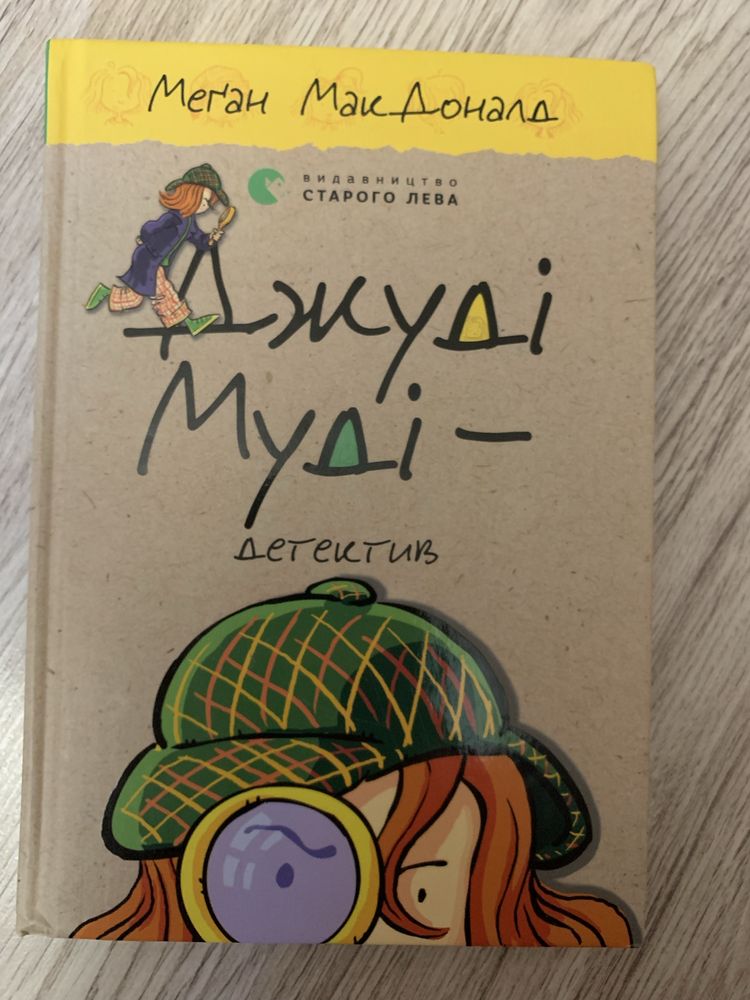 Меґан МакДоналд
видавництво
СТАРОГО ЛЕВА
Джуді
Муді –
детектив